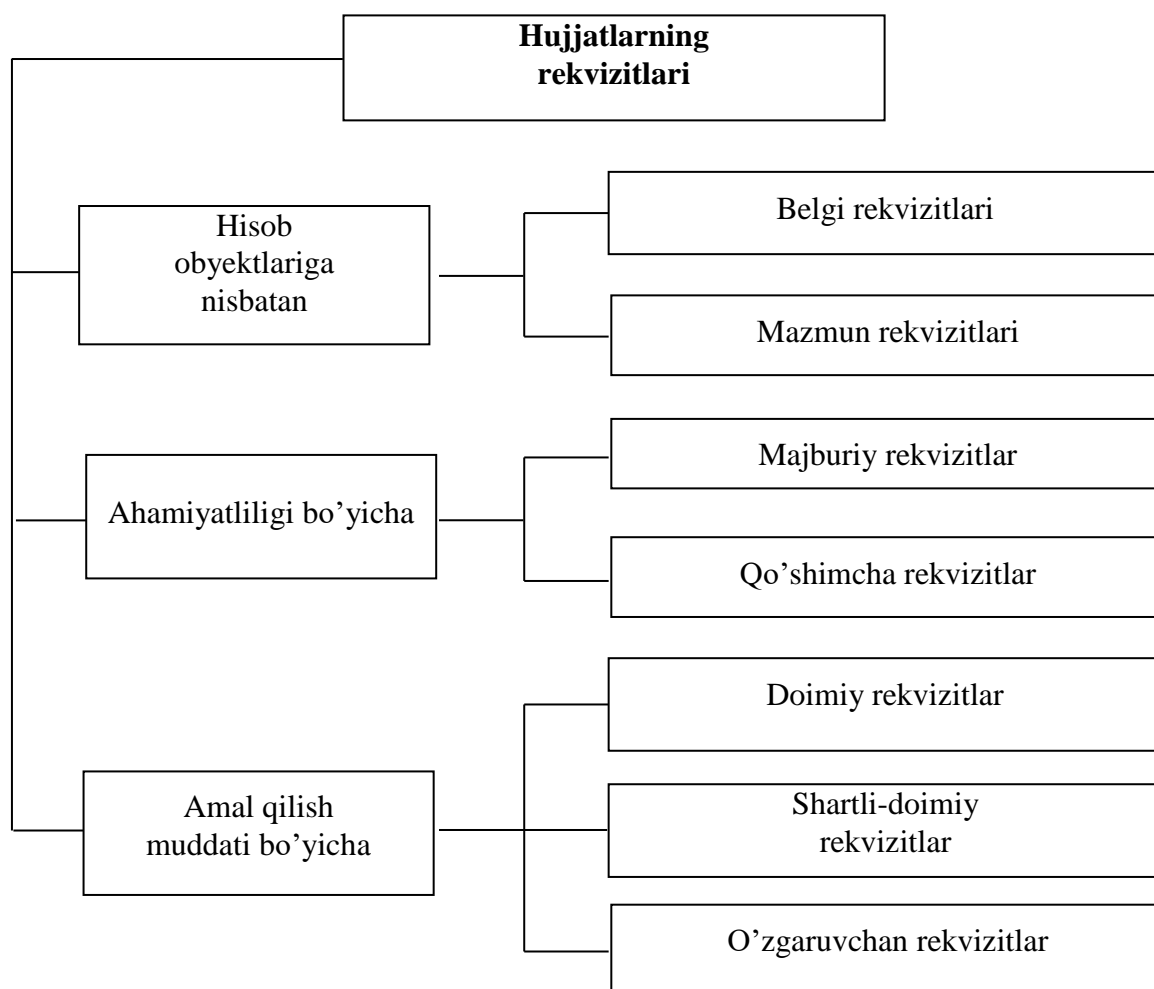 Hujjatlarning
rekvizitlari
Hisob
obyektlariga
nisbatan
Belgi rekvizitlari
Mazmun rekvizitlari
Ahamiyatliligi bo’yicha
Majburiy rekvizitlar
Qo’shimcha rekvizitlar
Amal qilish
muddati bo’yicha
Doimiy rekvizitlar
Shartli-doimiy
rekvizitlar
O’zgaruvchan rekvizitlar